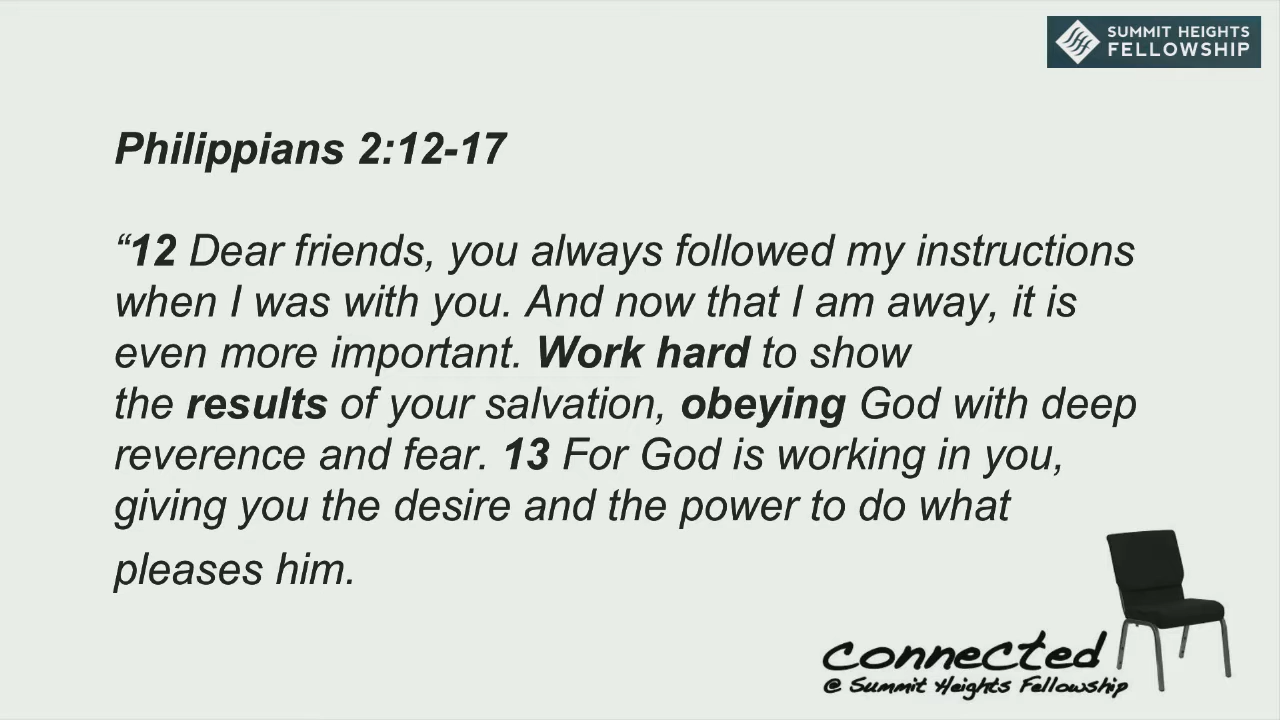 SUMMIT HEIGHTS
FELLOWSHIP
Philippians 2:12-17
“12 Dear friends, you always followed my instructions
when I was with you. And now that I am away, it is
even more important. Work hard to show
the results of your salvation, obeying God with deep
reverence and fear. 13 For God is working in you,
giving you the desire and the power to do what
pleases him.
connected
@ Summit Heights Fellowship